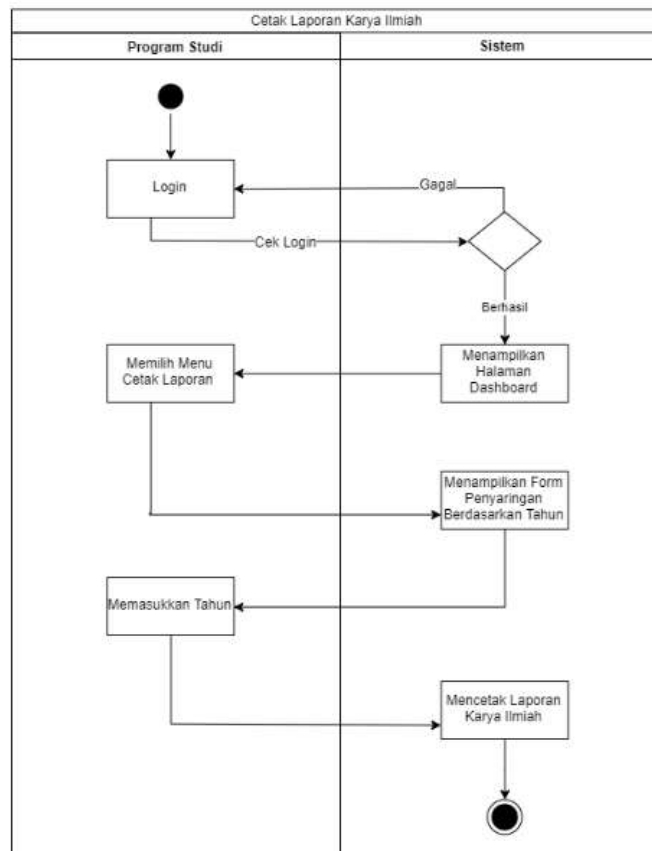 Cetak Laporan Karya Ilmiah
Program Studi
Sistem
Login
Gagal
Cek Login
Berhasil
Memilih Menu
Cetak Laporan
Menampilkan
Halaman
Dashboard
Menampilkan Form
Penyaringan
Berdasarkan Tahun
Memasukkan Tahun
Mencetak Laporan
Karya Ilmiah